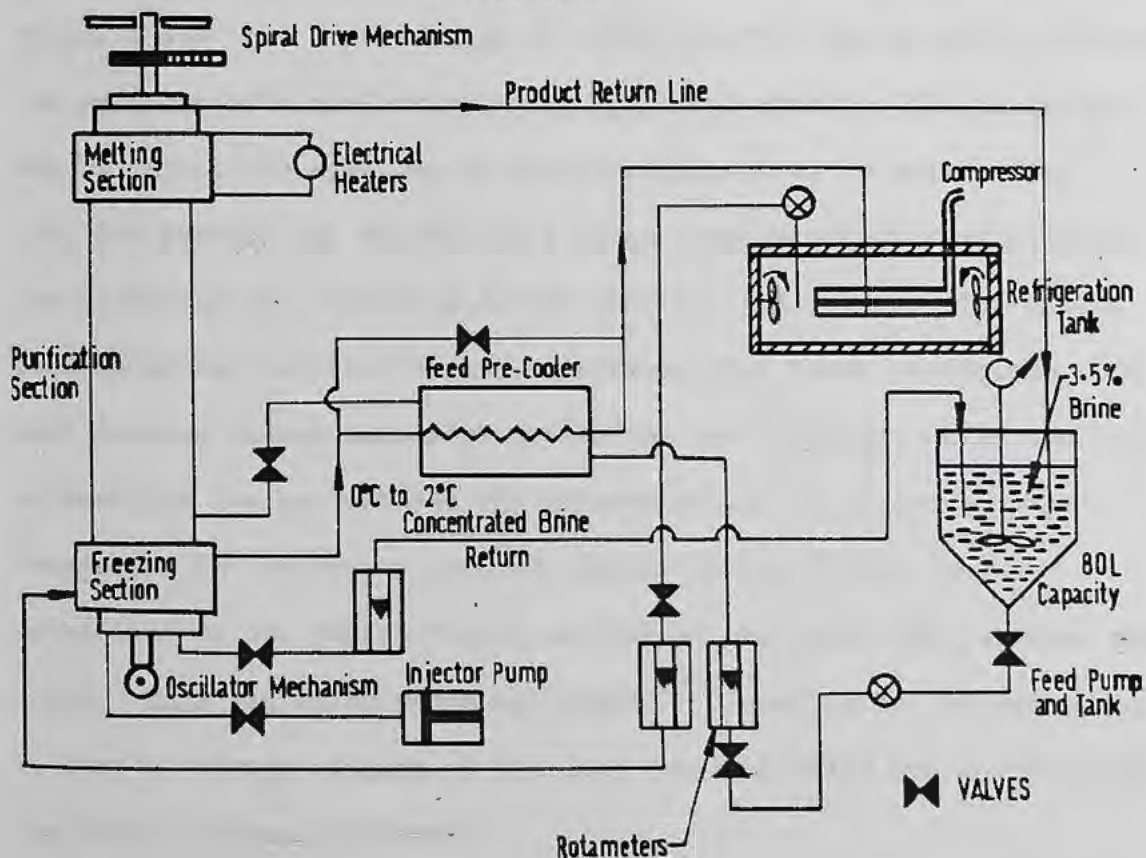 Spiral Drive Mechanism
Product Return Line
Melting
Section
Electrical
Heaters
Compressor
Refrigeration
Tank
Purification
Section
Feed Pre-Cooler
3·5%
Brine
0°C to 2°C
Concentrated Brine
Return
Freezing
Section
80L
Capacity
Oscillator Mechanism
Injector Pump
Feed Pump
and Tank
VALVES
Rotameters